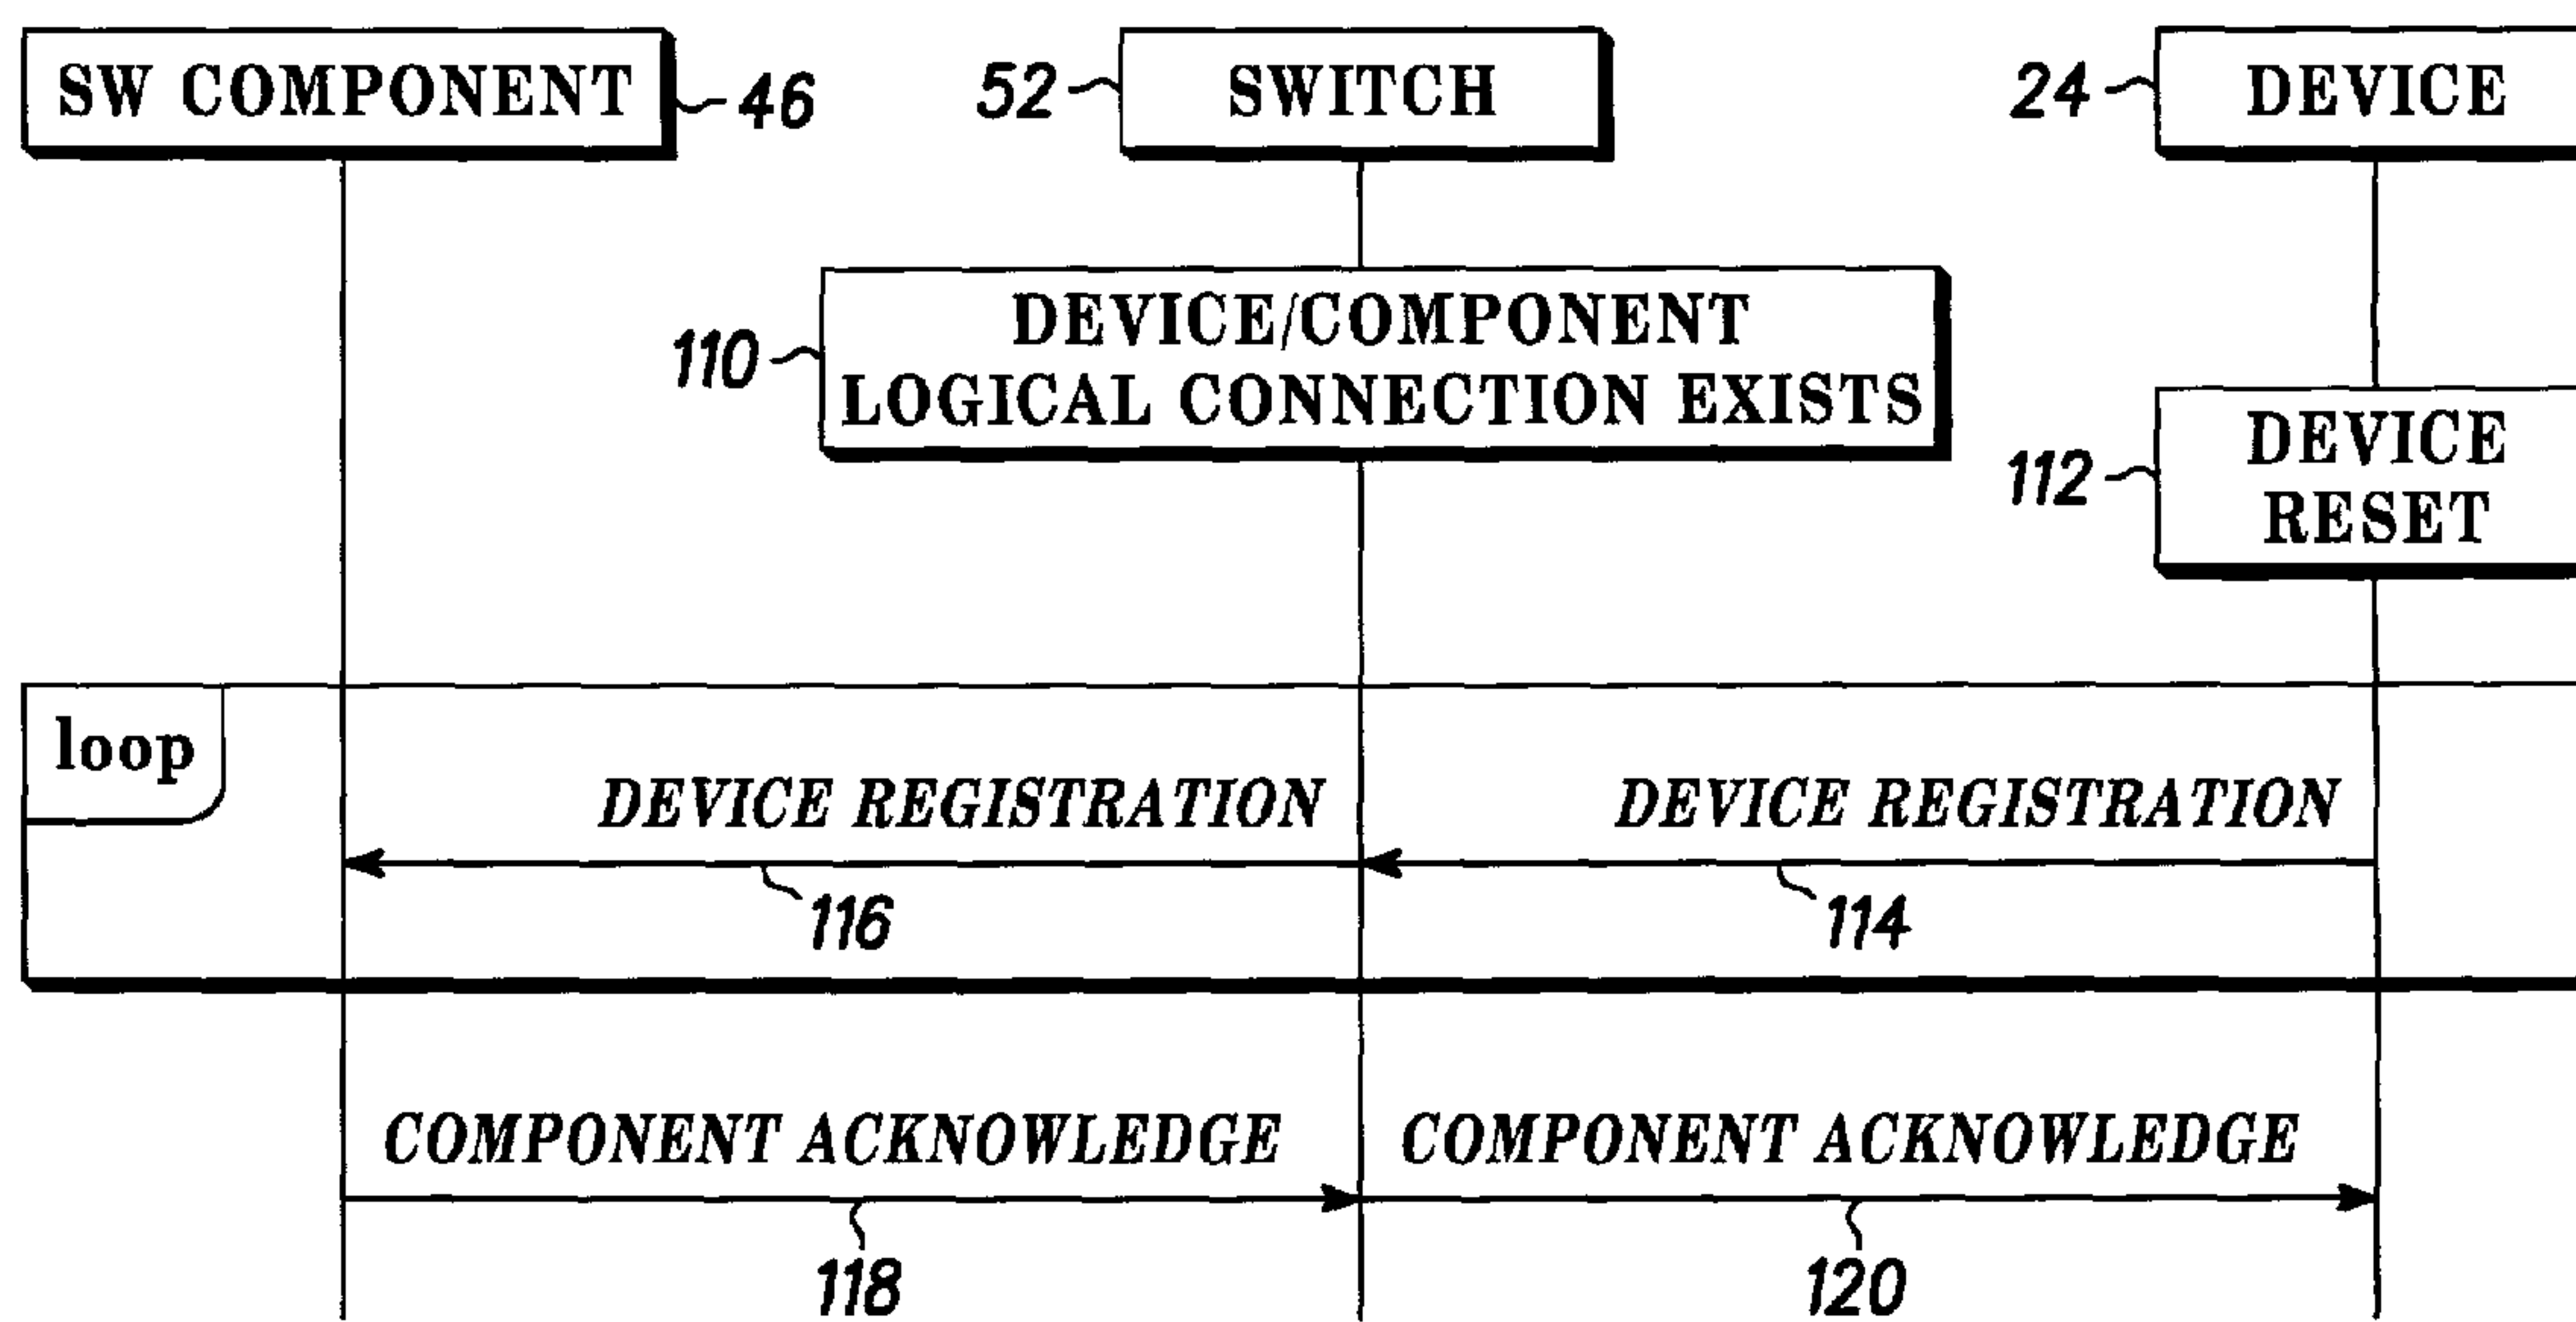 SW COMPONENT
46
52
SWITCH
24
DEVICE
110
DEVICE/COMPONENT
LOGICAL CONNECTION EXISTS
112
DEVICE
RESET
loop
DEVICE REGISTRATION
DEVICE REGISTRATION
116
114
COMPONENT ACKNOWLEDGE
COMPONENT ACKNOWLEDGE
118
120